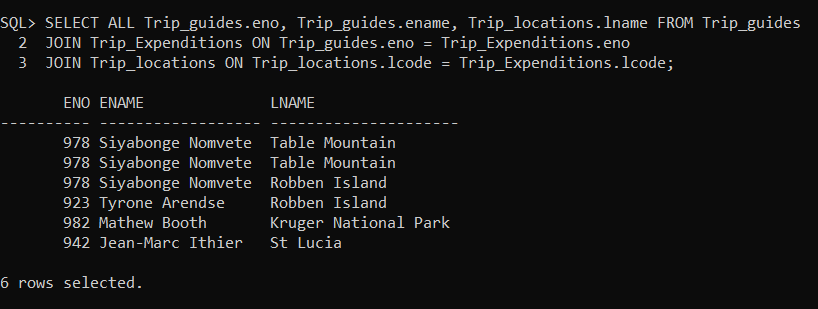 SQL> SELECT ALL Trip_guides.eno, Trip_guides.ename, Trip_locations.lname FROM Trip_guides
  2  JOIN Trip_Expenditions ON Trip_guides.eno = Trip_Expenditions.eno
  3  JOIN Trip_locations ON Trip_locations.lcode = Trip_Expenditions.lcode;

       ENO ENAME              LNAME
---------- ------------------ ---------------------
       978 Siyabonge Nomvete  Table Mountain
       978 Siyabonge Nomvete  Table Mountain
       978 Siyabonge Nomvete  Robben Island
       923 Tyrone Arendse     Robben Island
       982 Mathew Booth       Kruger National Park
       942 Jean-Marc Ithier   St Lucia

6 rows selected.